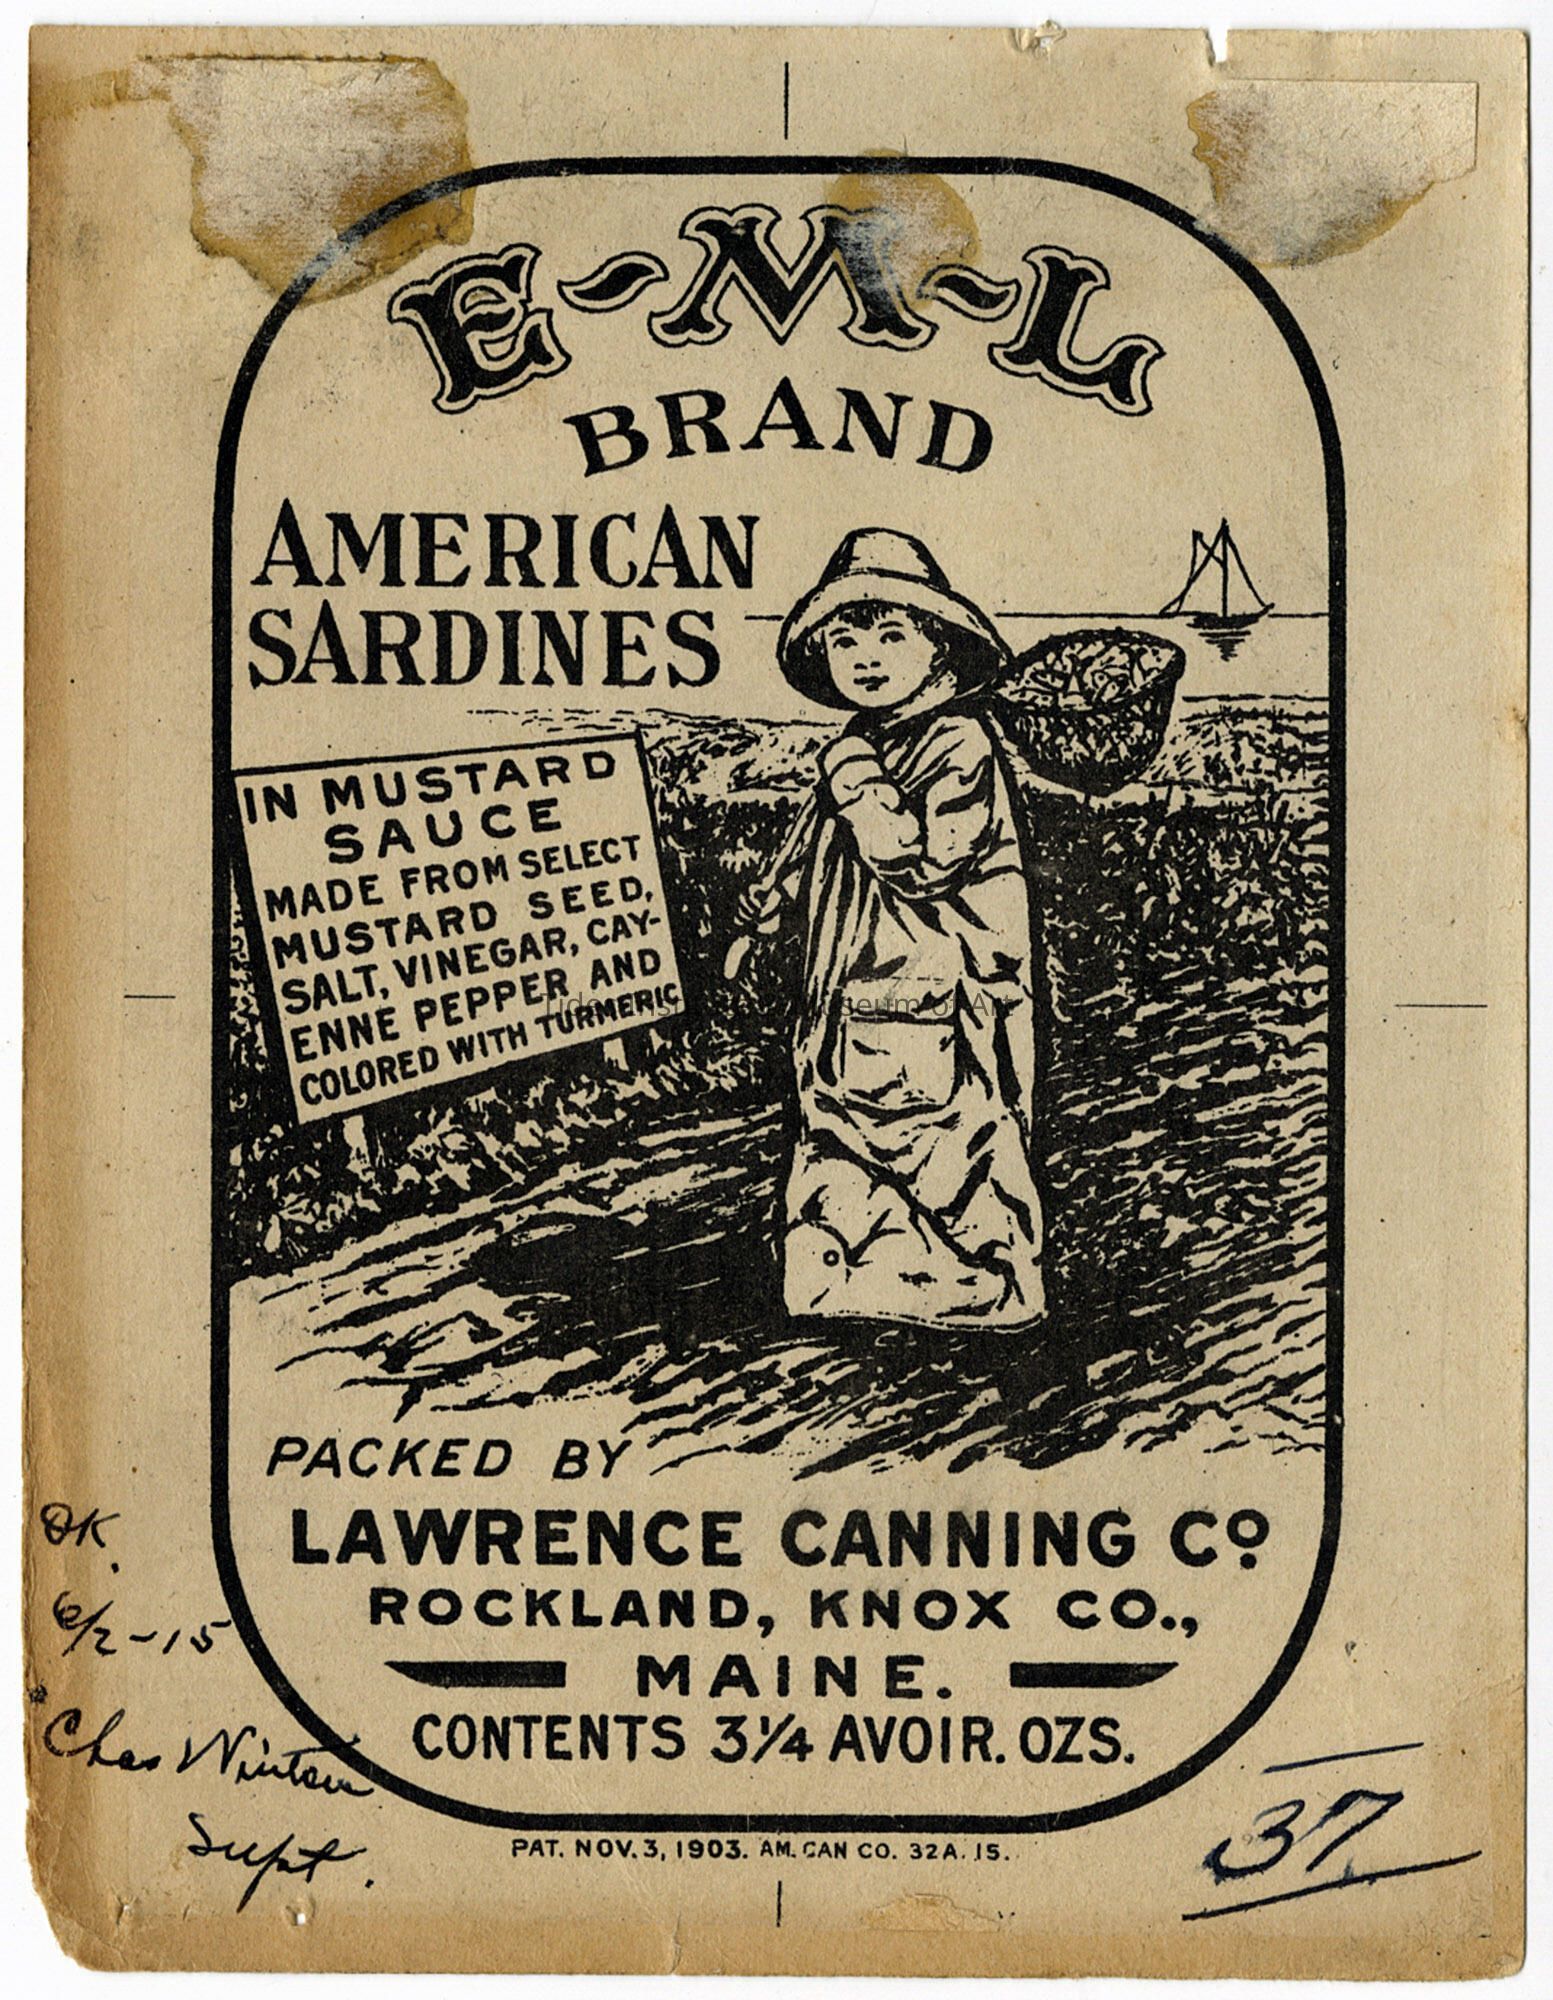 E-M-L
BRAND
AMERICAN
SARDINES
IN MUSTARD
SAUCE
MADE FROM SELECT
MUSTARD SEED,
SALT, VINEGAR, CAY-
ENNE PEPPER AND
COLORED WITH TURMERIC
PACKED BY
LAWRENCE CANNING CO
ROCKLAND, KNOX CO.,
MAINE.
CONTENTS 3 1/4 AVOIR. OZS.
PAT. NOV. 3, 1903. AM. CAN CO. 32A. 15.
OK.
6/2-15
Chas
Supt.
37